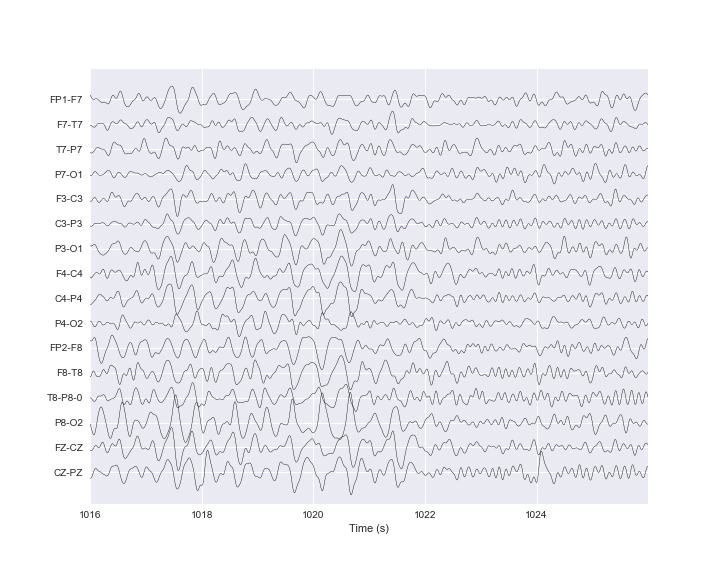 FP1-F7
F7-T7
T7-P7
P7-O1
F3-C3
C3-P3
P3-O1
F4-C4
C4-P4
P4-O2
FP2-F8
F8-T8
T8-P8-0
P8-O2
FZ-CZ
CZ-PZ
1016 1018 1020 1022 1024
Time (s)